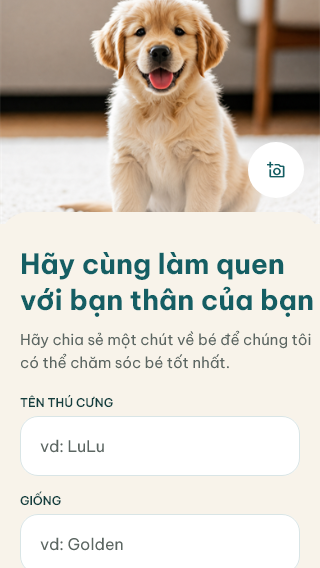 Hãy cùng làm quen
với bạn thân của bạn
Hãy chia sẻ một chút về bé để chúng tôi
có thể chăm sóc bé tốt nhất.
TÊN THÚ CƯNG
vd: LuLu
GIỐNG
vd: Golden